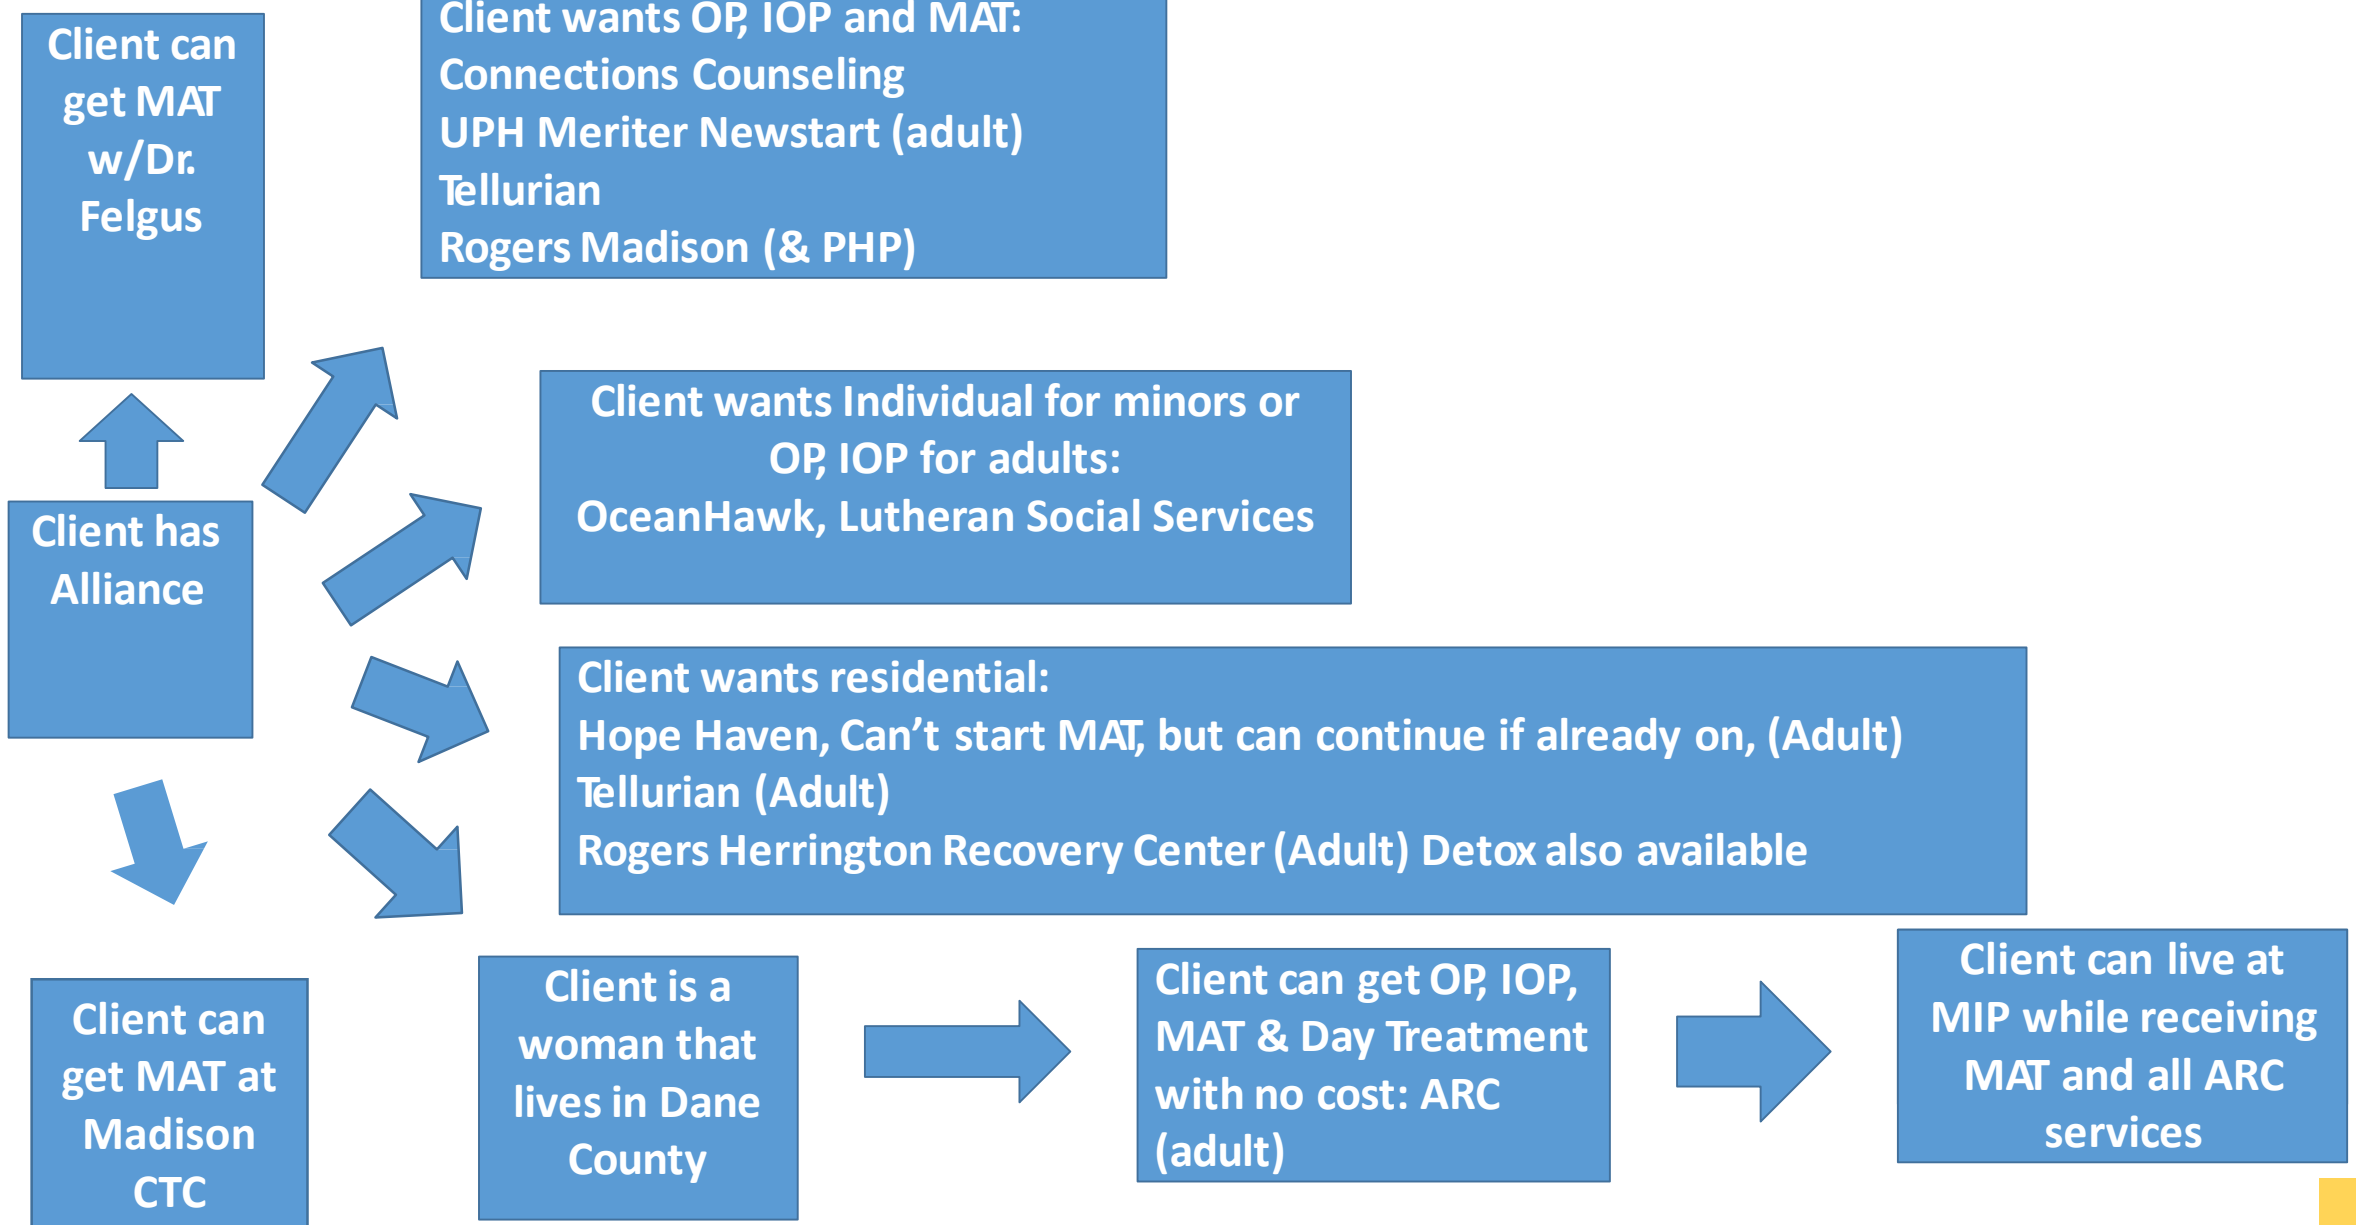 Client can
get MAT
w/Dr.
Felgus
Client wants OP, IOP and MAT:
Connections Counseling
UPH Meriter Newstart (adult)
Tellurian
Rogers Madison (& PHP)
Client wants Individual for minors or
OP, IOP for adults:
OceanHawk, Lutheran Social Services
Client has
Alliance
Client wants residential:
Hope Haven, Can’t start MAT, but can continue if already on, (Adult)
Tellurian (Adult)
Rogers Herrington Recovery Center (Adult) Detox also available
Client can
get MAT at
Madison
CTC
Client is a
woman that
lives in Dane
County
Client can get OP, IOP,
MAT & Day Treatment
with no cost: ARC
(adult)
Client can live at
MIP while receiving
MAT and all ARC
services